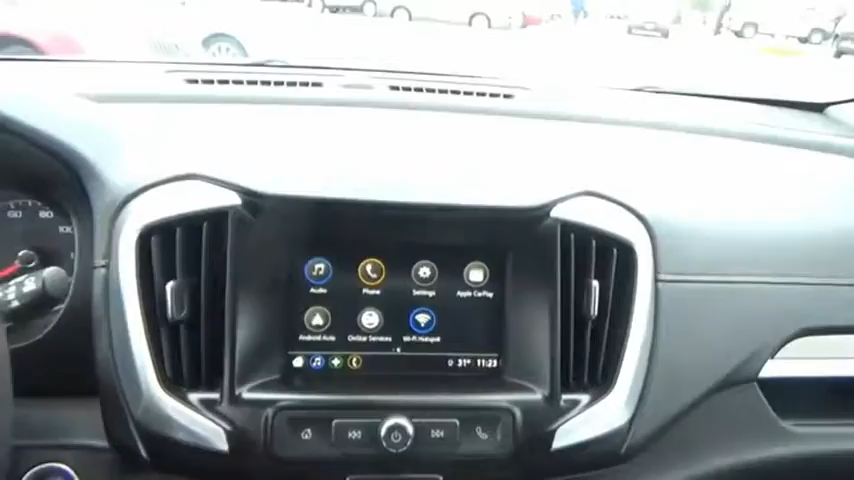 60 80 100
Audio Phone Settings Apple CarPlay
Android Auto OnStar Services Wi-Fi Hotspot
31° 11:23